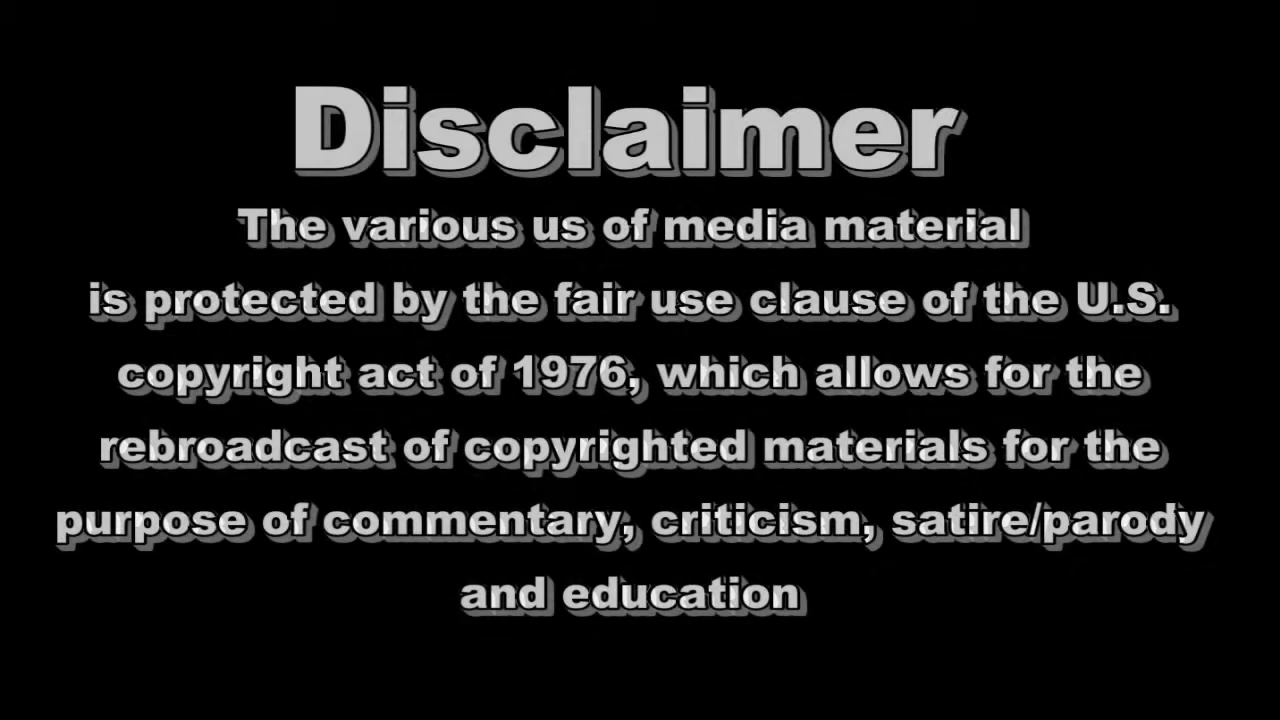 Disclaimer
The various us of media material
is protected by the fair use clause of the U.S.
copyright act of 1976, which allows for the
rebroadcast of copyrighted materials for the
purpose of commentary, criticism, satire/parody
and education